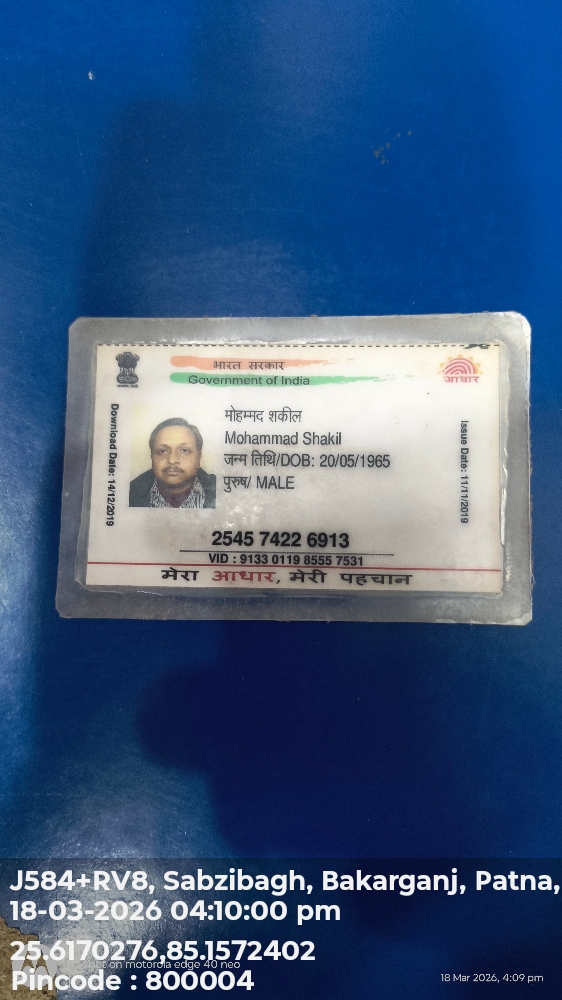 भारत सरकार
Government of India
आधार
Download Date: 14/12/2019
मोहम्मद शकील
Mohammad Shakil
जन्म तिथि/DOB: 20/05/1965
पुरुष/ MALE
Issue Date: 11/11/2019
2545 7422 6913
VID : 9133 0119 8555 7531
मेरा आधार, मेरी पहचान
J584+RV8, Sabzibagh, Bakarganj, Patna,
18-03-2026 04:10:00 pm
25.6170276,85.1572402
on motorola edge 40 neo
Pincode : 800004
18 Mar 2026, 4:09 pm